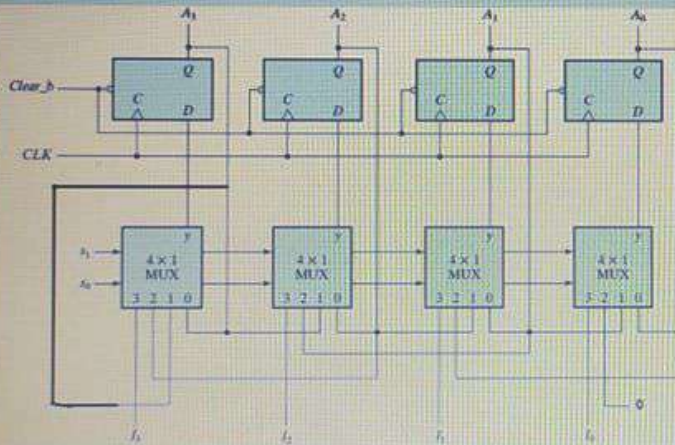 A₃ A₂ A₁ A₀
Q Q Q Q
Clear_b
C C C C
D D D D
CLK
y y y y
s₁ 4 × 1 4 × 1 4 × 1 4 × 1
s₀ MUX MUX MUX MUX
3 2 1 0 3 2 1 0 3 2 1 0 3 2 1 0
0
I₃ I₂ I₁ I₀